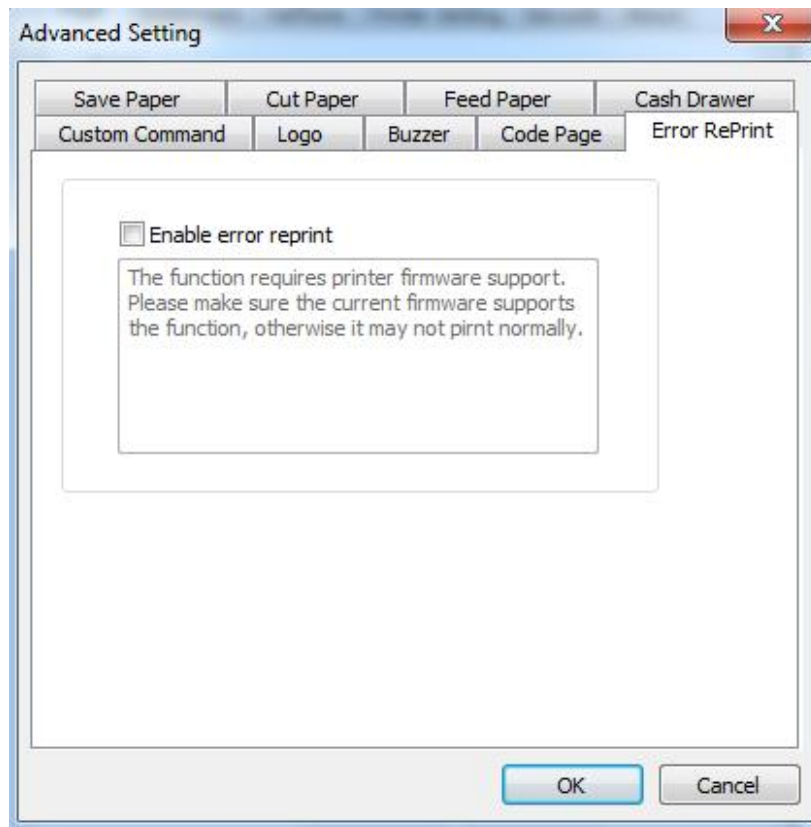 Advanced Setting
Save Paper Cut Paper Feed Paper Cash Drawer
Custom Command Logo Buzzer Code Page Error RePrint
Enable error reprint
The function requires printer firmware support.
Please make sure the current firmware supports
the function, otherwise it may not pirnt normally.
OK Cancel